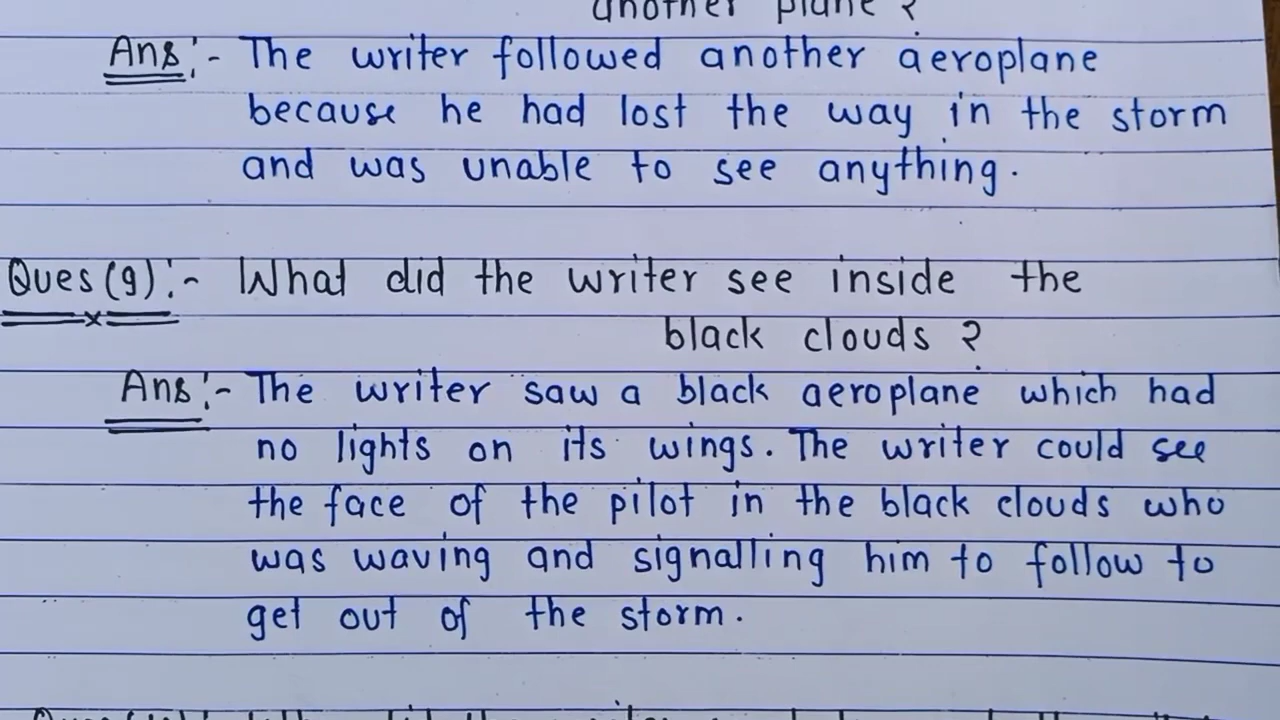 another plane ?
Ans:- The writer followed another aeroplane
because he had lost the way in the storm
and was unable to see anything.
Ques (9):- What did the writer see inside the
black clouds ?
Ans:- The writer saw a black aeroplane which had
no lights on its wings. The writer could see
the face of the pilot in the black clouds who
was waving and signalling him to follow to
get out of the storm.